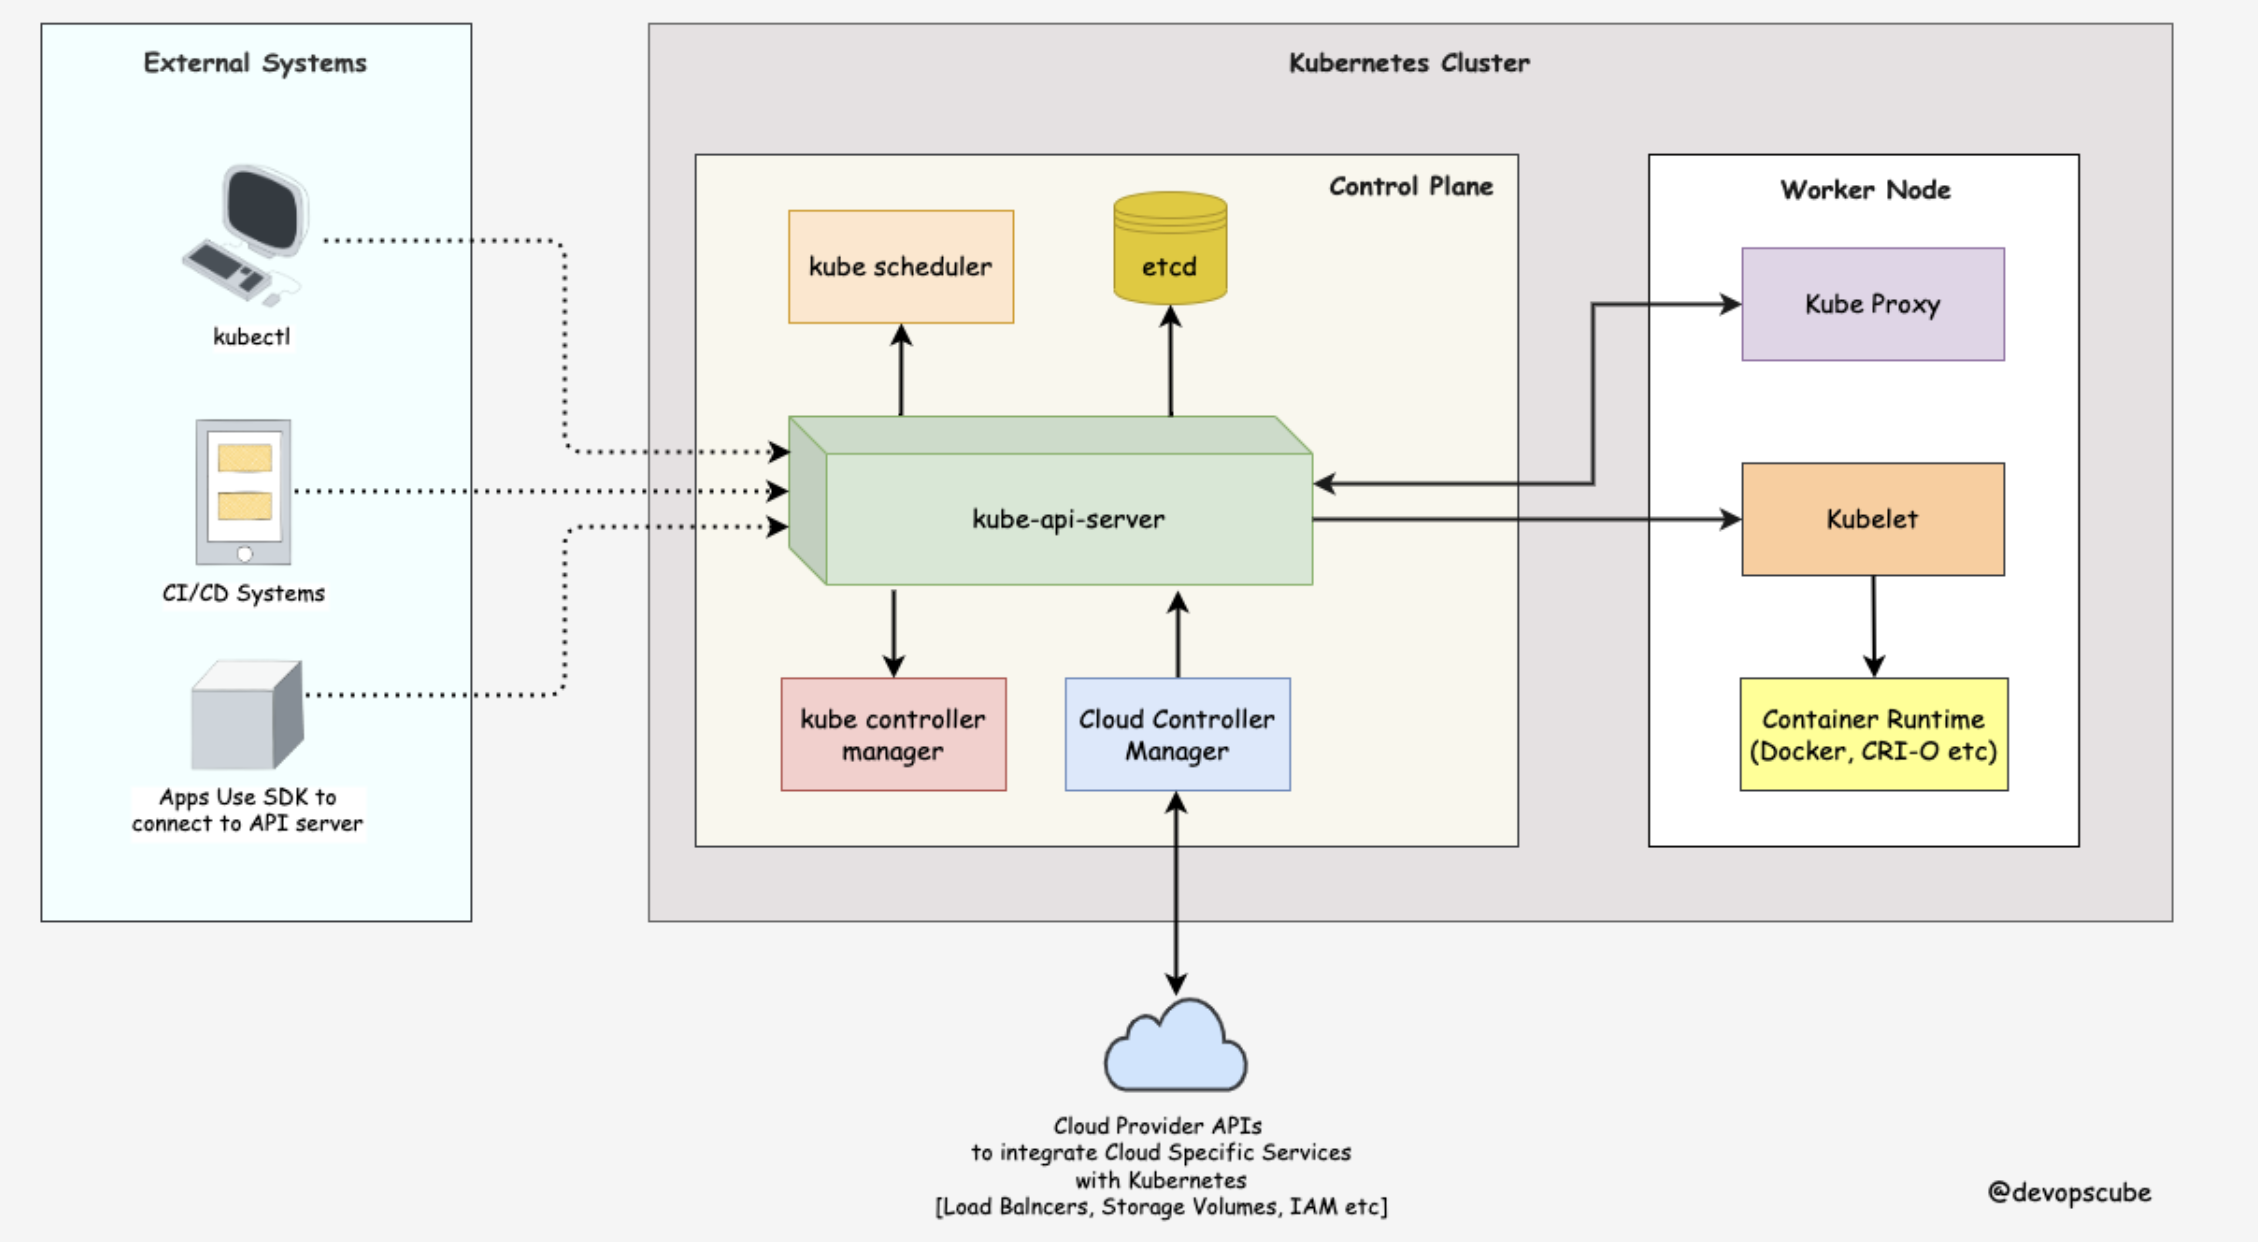 External Systems
kubectl
CI/CD Systems
Apps Use SDK to
connect to API server
Kubernetes Cluster
Control Plane
kube scheduler
etcd
kube-api-server
kube controller
manager
Cloud Controller
Manager
Worker Node
Kube Proxy
Kubelet
Container Runtime
(Docker, CRI-O etc)
Cloud Provider APIs
to integrate Cloud Specific Services
with Kubernetes
[Load Balncers, Storage Volumes, IAM etc]
@devopscube